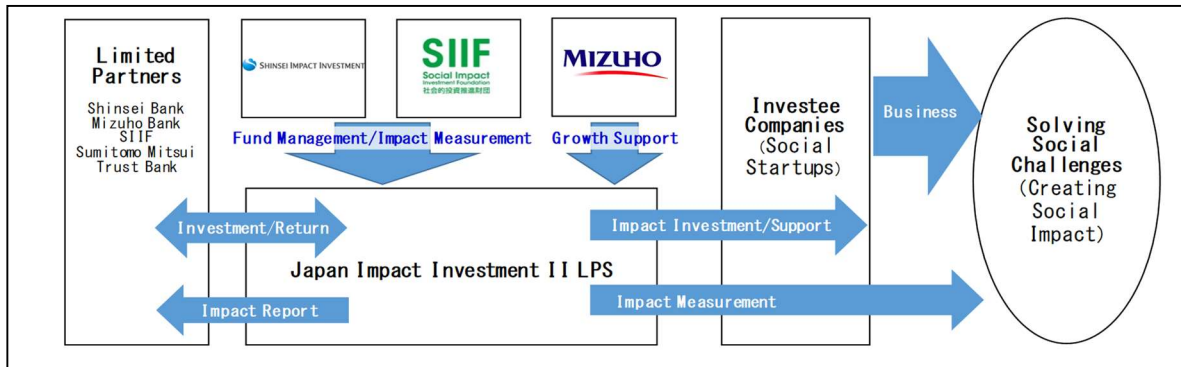 Limited
Partners
Shinsei Bank
Mizuho Bank
SIIF
Sumitomo Mitsui
Trust Bank
SHINSEI IMPACT INVESTMENT
SIIF
Social Impact
Investment Foundation
社会的投資推進財団
MIZUHO
Fund Management/Impact Measurement
Growth Support
Investee
Companies
(Social
Startups)
Business
Solving
Social
Challenges
(Creating
Social
Impact)
Investment/Return
Impact Investment/Support
Japan Impact Investment II LPS
Impact Report
Impact Measurement